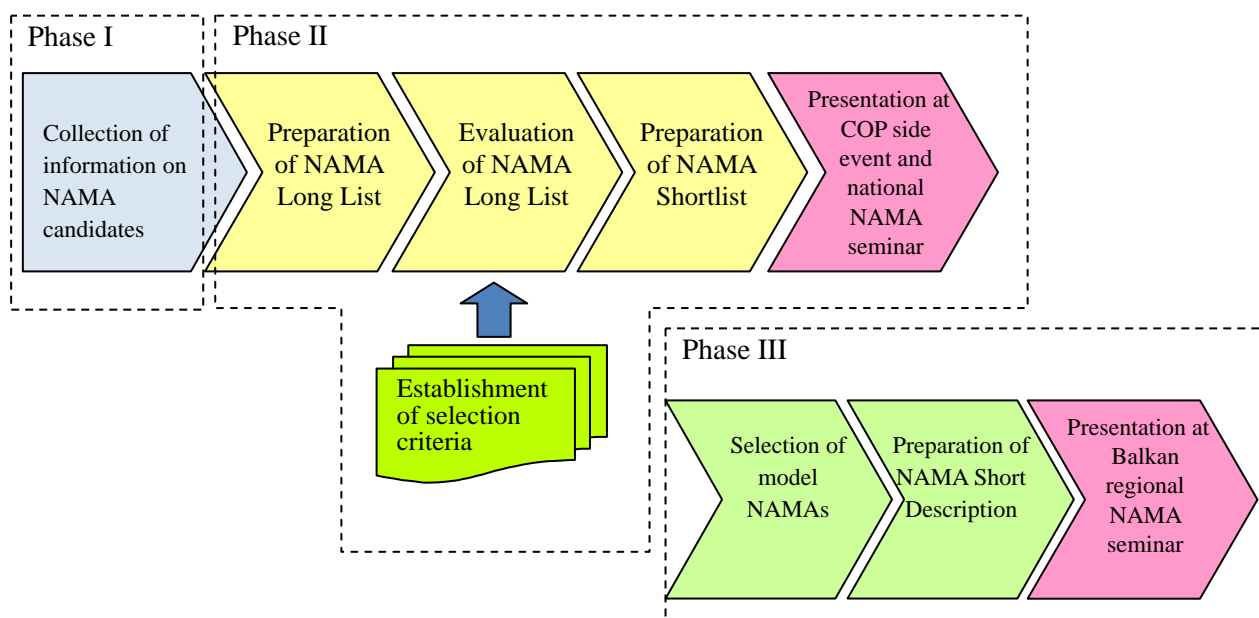 Phase I
Collection of
information on
NAMA
candidates
Phase II
Preparation
of NAMA
Long List
Evaluation
of NAMA
Long List
Preparation
of NAMA
Shortlist
Presentation at
COP side
event and
national
NAMA
seminar
Establishment
of selection
criteria
Phase III
Selection of
model
NAMAs
Preparation of
NAMA Short
Description
Presentation at
Balkan
regional
NAMA
seminar